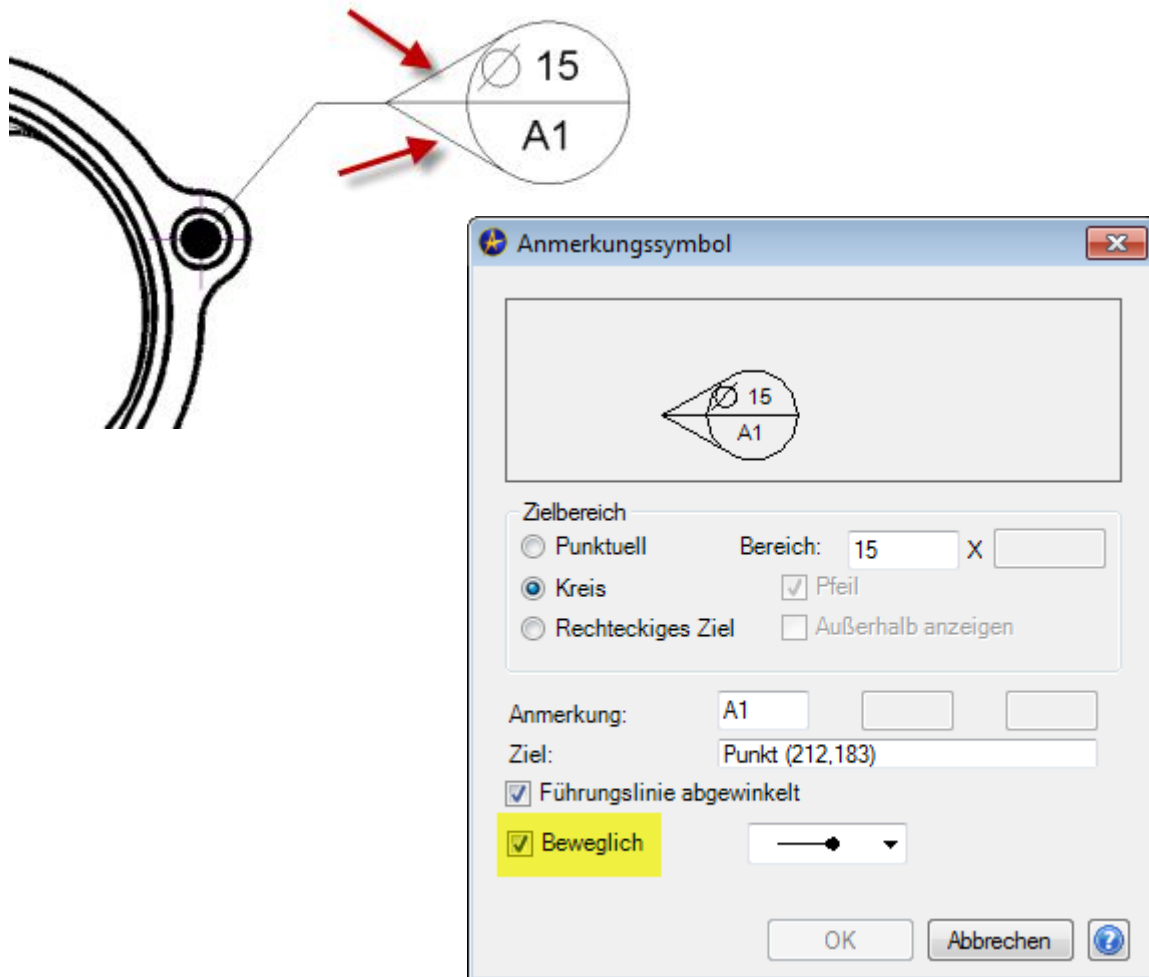 Ø 15
A1
Anmerkungssymbol
Ø 15
A1
Zielbereich
Punktuell
Bereich: 15 X
Kreis
Pfeil
Rechteckiges Ziel
Außerhalb anzeigen
Anmerkung: A1
Ziel: Punkt (212,183)
Führungslinie abgewinkelt
Beweglich
OK Abbrechen ?